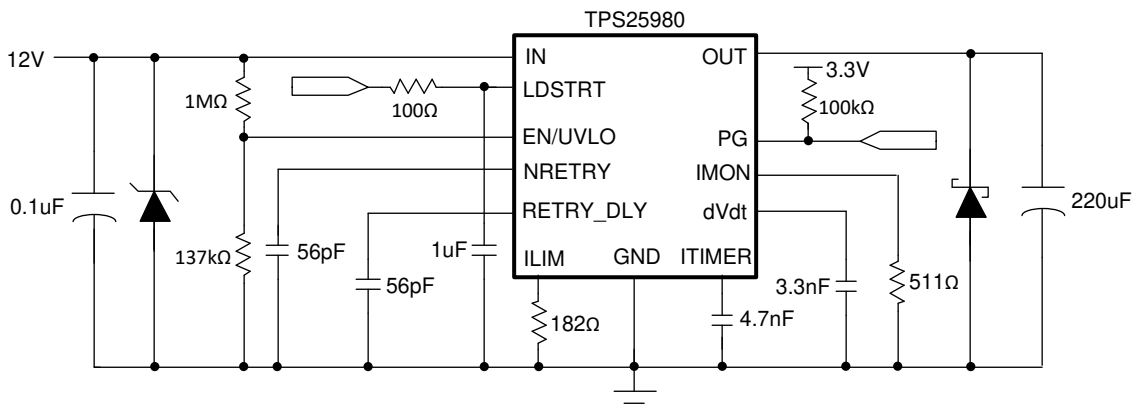 TPS25980
12V
IN
OUT
3.3V
LDSTRT
100Ω
1MΩ
100kΩ
EN/UVLO
PG
NRETRY
IMON
0.1uF
RETRY_DLY
dVdt
220uF
137kΩ
56pF
1uF
ILIM
GND
ITIMER
56pF
3.3nF
511Ω
182Ω
4.7nF